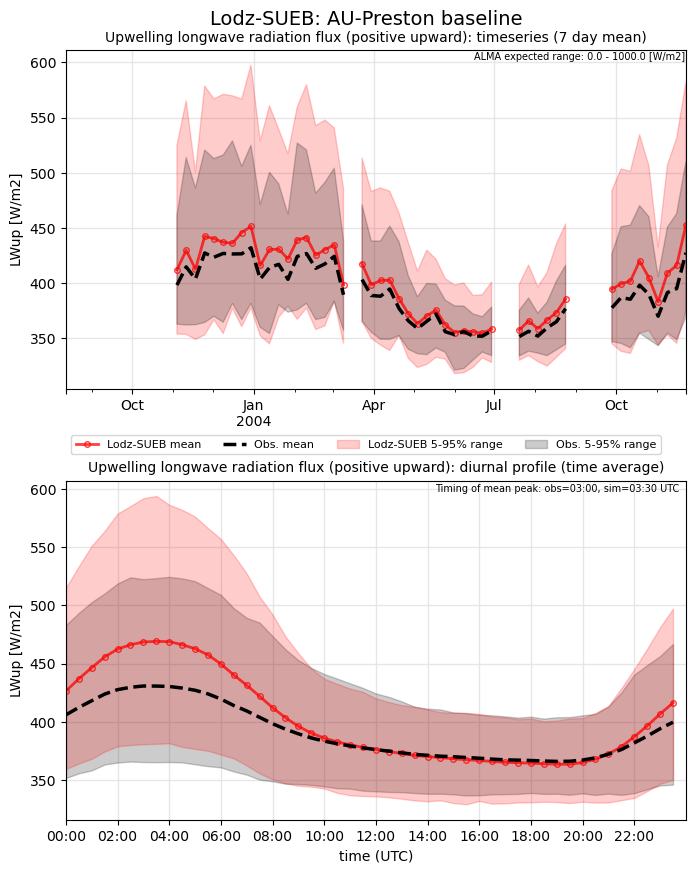 Lodz-SUEB: AU-Preston baseline
Upwelling longwave radiation flux (positive upward): timeseries (7 day mean)
ALMA expected range: 0.0 - 1000.0 [W/m2]
600
550
500
450
400
350
LWup [W/m2]
Oct
Jan
2004
Apr
Jul
Oct
Lodz-SUEB mean
Obs. mean
Lodz-SUEB 5-95% range
Obs. 5-95% range
Upwelling longwave radiation flux (positive upward): diurnal profile (time average)
Timing of mean peak: obs=03:00, sim=03:30 UTC
600
550
500
450
400
350
LWup [W/m2]
00:00 02:00 04:00 06:00 08:00 10:00 12:00 14:00 16:00 18:00 20:00 22:00
time (UTC)